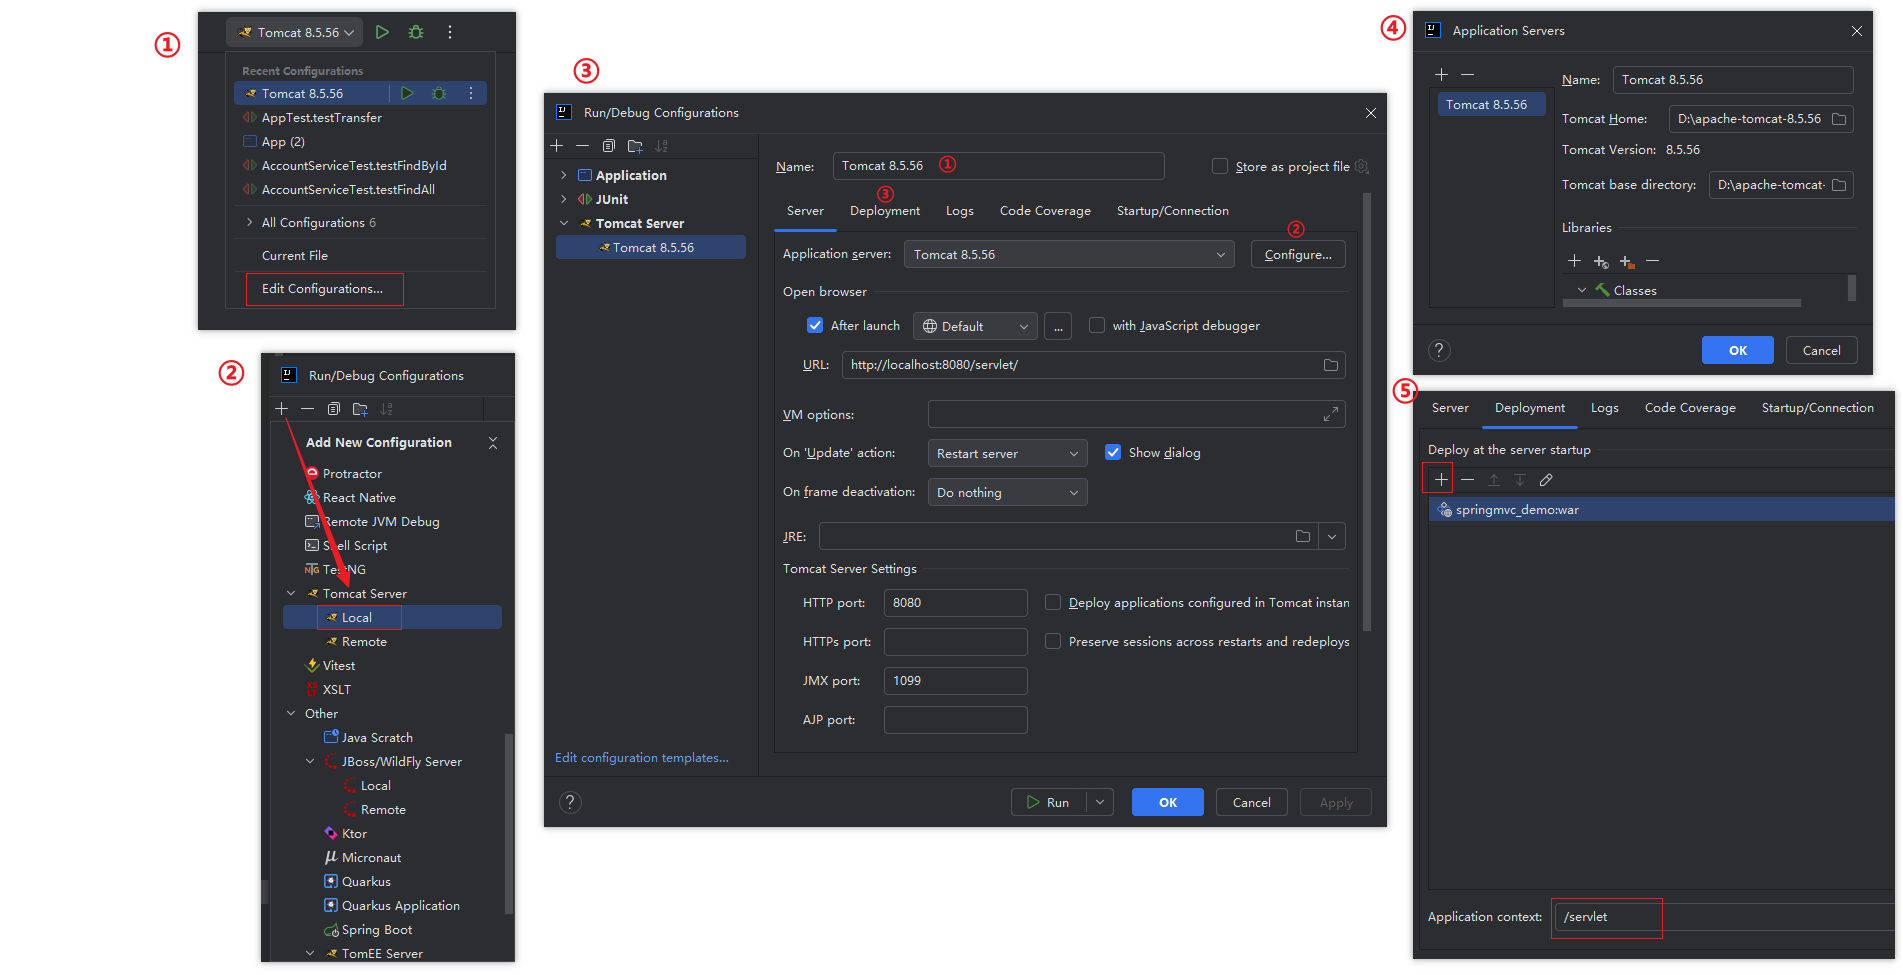 ①
Tomcat 8.5.56
Recent Configurations
Tomcat 8.5.56
AppTest.testTransfer
App (2)
AccountServiceTest.testFindById
AccountServiceTest.testFindAll
All Configurations 6
Current File
Edit Configurations...
②
Run/Debug Configurations
Add New Configuration
Protractor
React Native
Remote JVM Debug
Shell Script
TestNG
Tomcat Server
Local
Remote
Vitest
XSLT
Other
Java Scratch
JBoss/WildFly Server
Local
Remote
Ktor
Micronaut
Quarkus
Quarkus Application
Spring Boot
TomEE Server
③
Run/Debug Configurations
Application
JUnit
Tomcat Server
Tomcat 8.5.56
Edit configuration templates...
Name: Tomcat 8.5.56 ① Store as project file
③
Server Deployment Logs Code Coverage Startup/Connection
②
Application server: Tomcat 8.5.56 Configure...
Open browser
After launch Default ... with JavaScript debugger
URL: http://localhost:8080/servlet/
VM options:
On 'Update' action: Restart server Show dialog
On frame deactivation: Do nothing
JRE:
Tomcat Server Settings
HTTP port: 8080 Deploy applications configured in Tomcat instan
HTTPs port: Preserve sessions across restarts and redeploys
JMX port: 1099
AJP port:
? Run OK Cancel Apply
④
Application Servers
Tomcat 8.5.56
Name: Tomcat 8.5.56
Tomcat Home: D:\apache-tomcat-8.5.56
Tomcat Version: 8.5.56
Tomcat base directory: D:\apache-tomcat-
Libraries
Classes
? OK Cancel
⑤
Server Deployment Logs Code Coverage Startup/Connection
Deploy at the server startup
springmvc_demo:war
Application context: /servlet